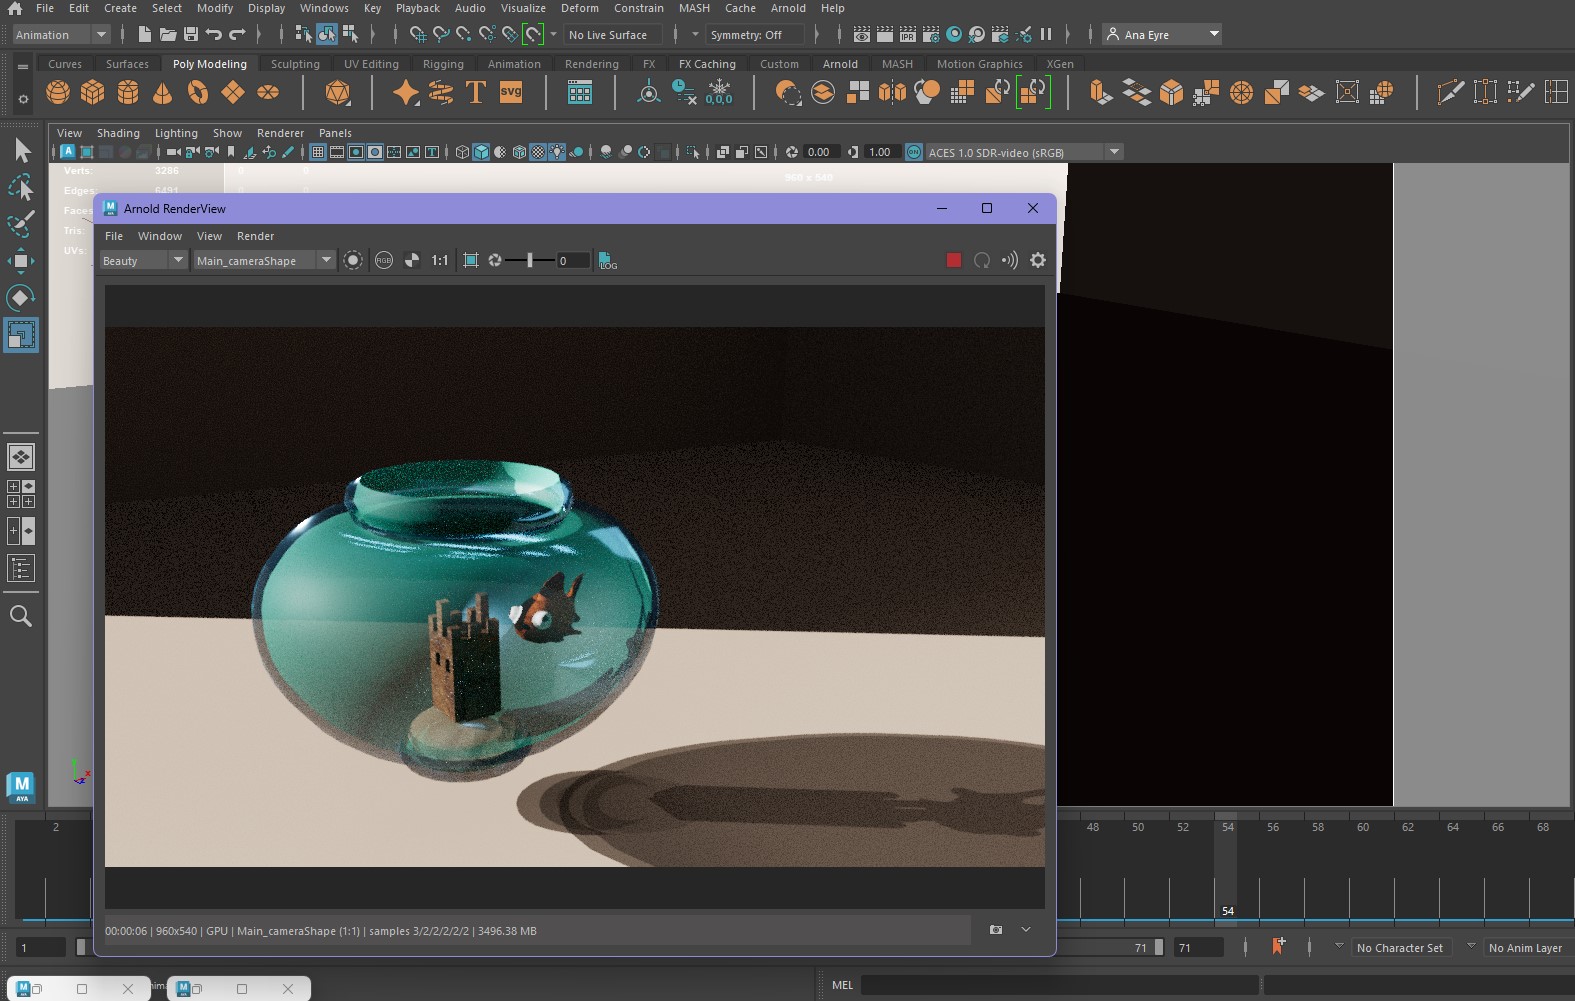 File Edit Create Select Modify Display Windows Key Playback Audio Visualize Deform Constrain MASH Cache Arnold Help
Animation No Live Surface Symmetry: Off IPR Ana Eyre
Curves Surfaces Poly Modeling Sculpting UV Editing Rigging Animation Rendering FX FX Caching Custom Arnold MASH Motion Graphics XGen
T SVG 0,0,0
View Shading Lighting Show Renderer Panels
A T 0.00 1.00 ON ACES 1.0 SDR-video (sRGB)
Verts: 3286 0 0
960 x 540
Edges: 6491 0 0
Faces
Tris:
UVs:
Arnold RenderView
File Window View Render
Beauty Main_cameraShape RGB 1:1 0 LOG
00:00:06 | 960x540 | GPU | Main_cameraShape (1:1) | samples 3/2/2/2/2/2 | 3496.38 MB
M
AYA
2 48 50 52 54 56 58 60 62 64 66 68
54
1 71 71 No Character Set No Anim Layer
MEL